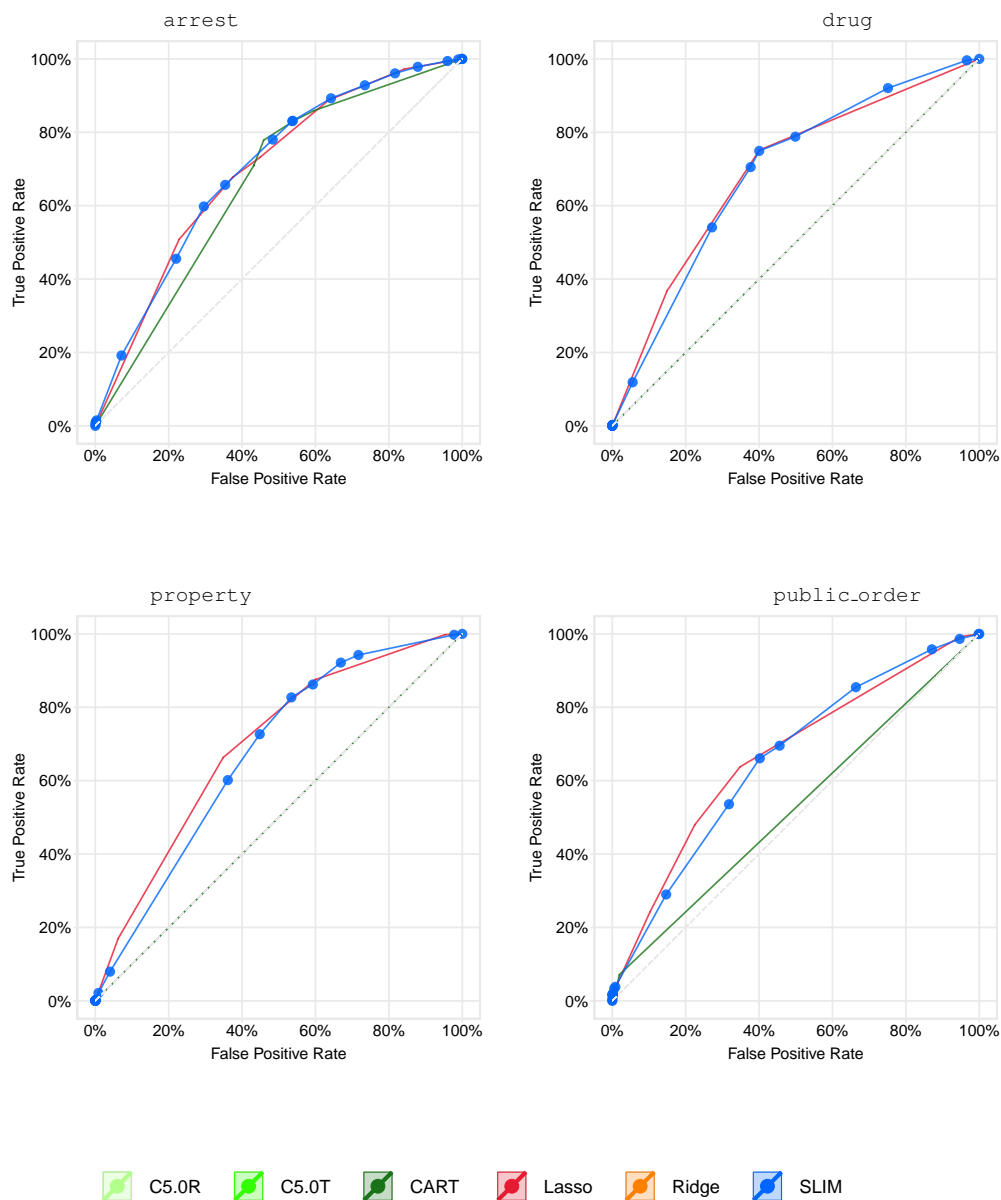 arrest
drug
100%
80%
60%
40%
20%
0%
True Positive Rate
0% 20% 40% 60% 80% 100%
False Positive Rate
100%
80%
60%
40%
20%
0%
True Positive Rate
0% 20% 40% 60% 80% 100%
False Positive Rate
property
public_order
100%
80%
60%
40%
20%
0%
True Positive Rate
0% 20% 40% 60% 80% 100%
False Positive Rate
100%
80%
60%
40%
20%
0%
True Positive Rate
0% 20% 40% 60% 80% 100%
False Positive Rate
C5.0R C5.0T CART Lasso Ridge SLIM